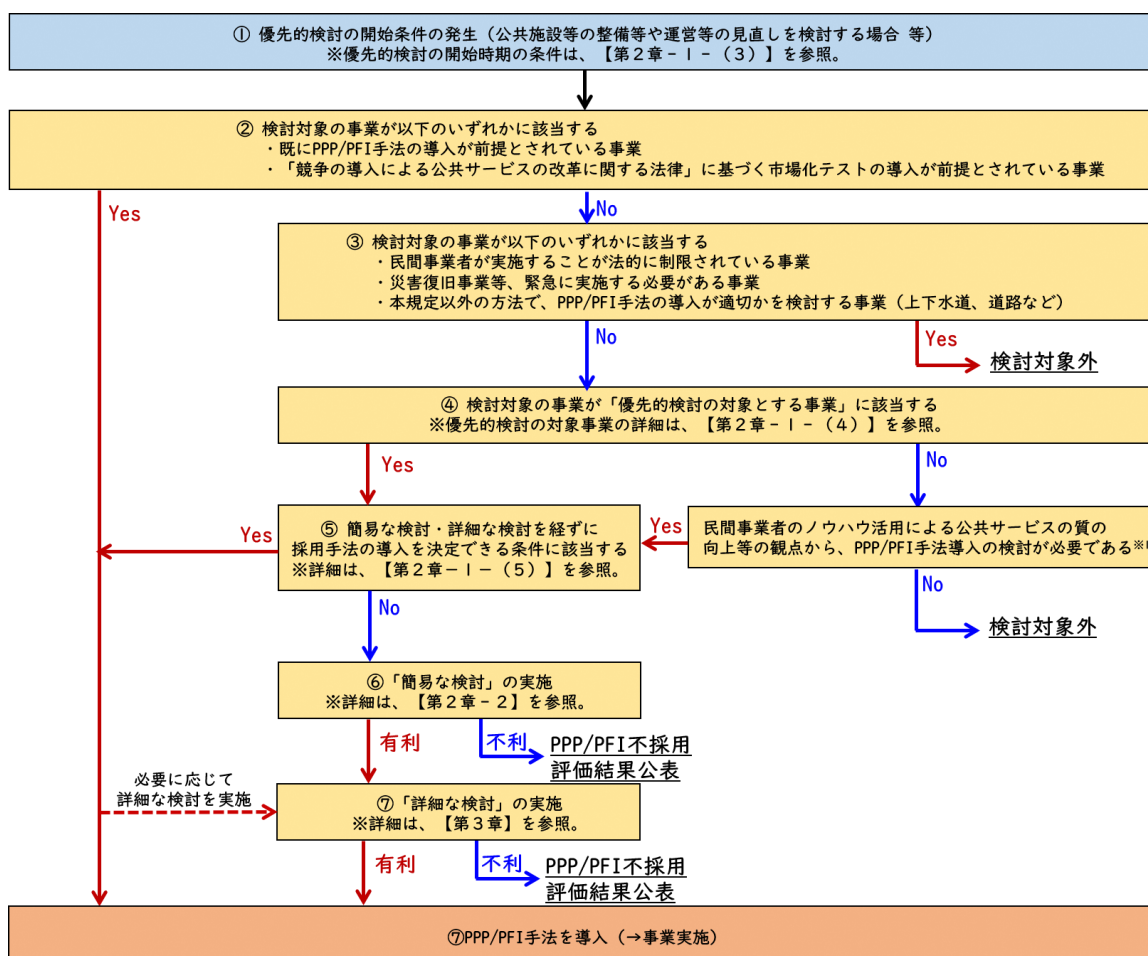 ① 優先的検討の開始条件の発生（公共施設等の整備等や運営等の見直しを検討する場合 等）
※優先的検討の開始時期の条件は、【第２章－１－（３）】を参照。
② 検討対象の事業が以下のいずれかに該当する
・既にPPP/PFI手法の導入が前提とされている事業
・「競争の導入による公共サービスの改革に関する法律」に基づく市場化テストの導入が前提とされている事業
Yes
No
③ 検討対象の事業が以下のいずれかに該当する
・民間事業者が実施することが法的に制限されている事業
・災害復旧事業等、緊急に実施する必要がある事業
・本規定以外の方法で、PPP/PFI手法の導入が適切かを検討する事業（上下水道、道路など）
No
Yes
検討対象外
④ 検討対象の事業が「優先的検討の対象とする事業」に該当する
※優先的検討の対象事業の詳細は、【第２章－１－（４）】を参照。
Yes
No
Yes
⑤ 簡易な検討・詳細な検討を経ずに
採用手法の導入を決定できる条件に該当する
※詳細は、【第２章－１－（５）】を参照。
Yes
民間事業者のノウハウ活用による公共サービスの質の
向上等の観点から、PPP/PFI手法導入の検討が必要である※
No
No
検討対象外
⑥「簡易な検討」の実施
※詳細は、【第２章－２】を参照。
有利
不利
PPP/PFI不採用
評価結果公表
必要に応じて
詳細な検討を実施
⑦「詳細な検討」の実施
※詳細は、【第３章】を参照。
有利
不利
PPP/PFI不採用
評価結果公表
⑦PPP/PFI手法を導入（→事業実施）